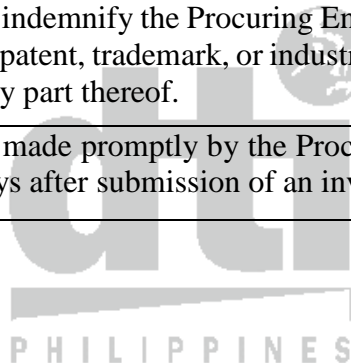 indemnify the Procuring En
patent, trademark, or industr
y part thereof.
made promptly by the Proc
ys after submission of an inv
dti
PHILIPPINES